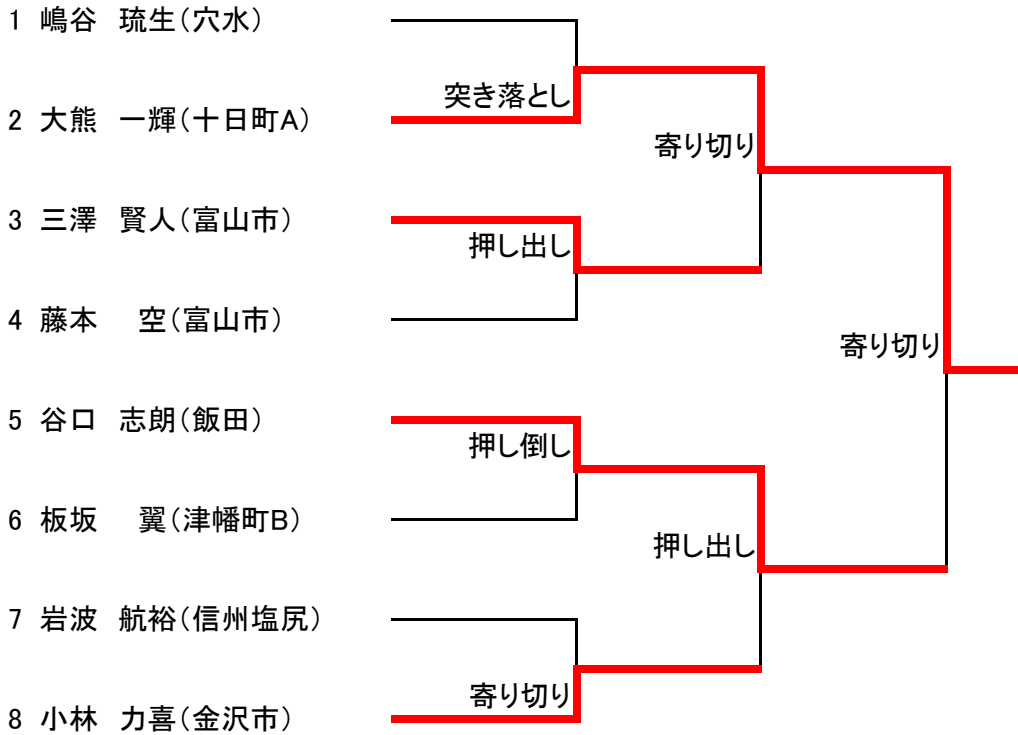 1 嶋谷 琉生(穴水)
突き落とし
2 大熊 一輝(十日町A)
寄り切り
3 三澤 賢人(富山市)
押し出し
4 藤本 空(富山市)
寄り切り
5 谷口 志朗(飯田)
押し倒し
6 板坂 翼(津幡町B)
押し出し
7 岩波 航裕(信州塩尻)
寄り切り
8 小林 力喜(金沢市)